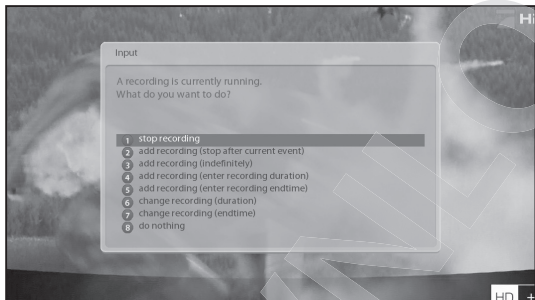 Hi
Input
A recording is currently running.
What do you want to do?
1 stop recording
2 add recording (stop after current event)
3 add recording (indefinitely)
4 add recording (enter recording duration)
5 add recording (enter recording endtime)
6 change recording (duration)
7 change recording (endtime)
8 do nothing
HD +